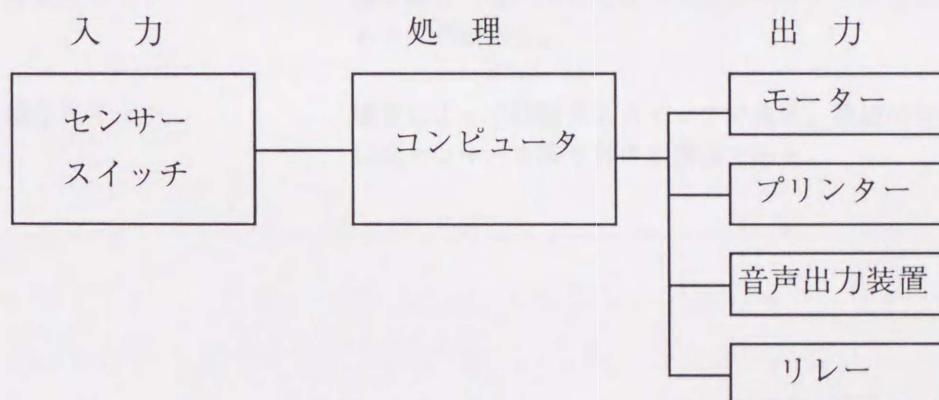 入力
処理
出力
センサー
スイッチ
コンピュータ
モーター
プリンター
音声出力装置
リレー